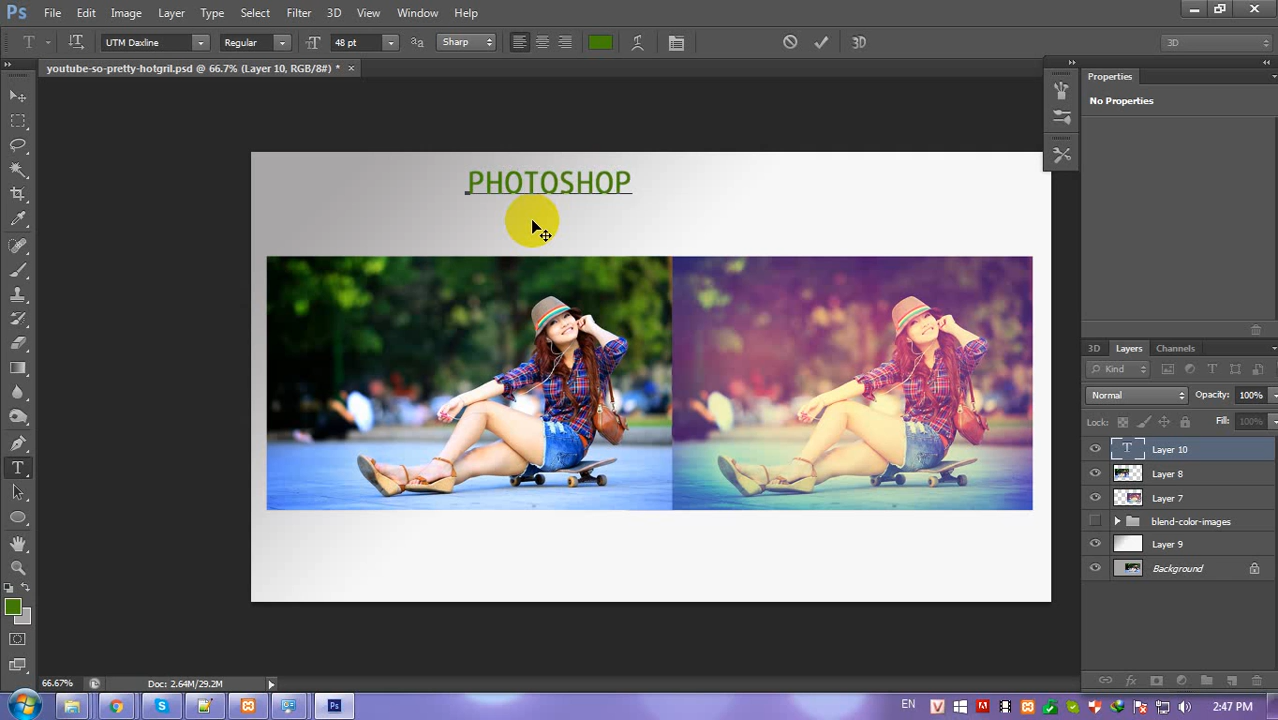 Ps File Edit Image Layer Type Select Filter 3D View Window Help
T UTM Daxline Regular 48 pt Sharp 3D 3D
youtube-so-pretty-hotgril.psd @ 66.7% (Layer 10, RGB/8#) * ×
Properties
No Properties
PHOTOSHOP
3D Layers Channels
Kind
Normal Opacity: 100%
Lock: Fill: 100%
Layer 10
Layer 8
Layer 7
blend-color-images
Layer 9
Background
66.67% Doc: 2.64M/29.2M
EN 2:47 PM